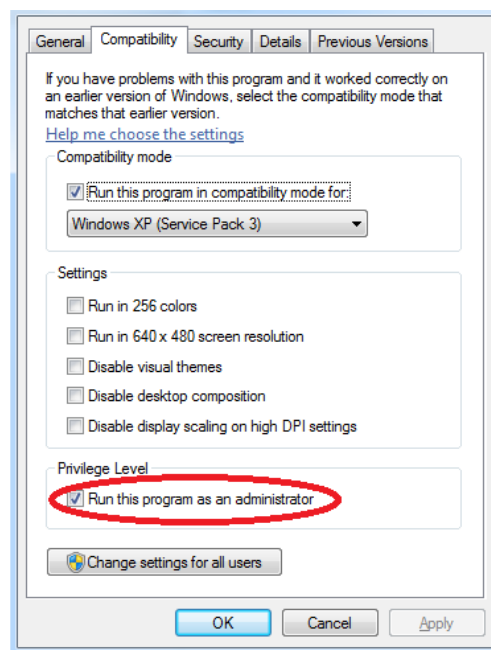 General Compatibility Security Details Previous Versions
If you have problems with this program and it worked correctly on
an earlier version of Windows, select the compatibility mode that
matches that earlier version.
Help me choose the settings
Compatibility mode
Run this program in compatibility mode for:
Windows XP (Service Pack 3)
Settings
Run in 256 colors
Run in 640 x 480 screen resolution
Disable visual themes
Disable desktop composition
Disable display scaling on high DPI settings
Privilege Level
Run this program as an administrator
Change settings for all users
OK Cancel Apply